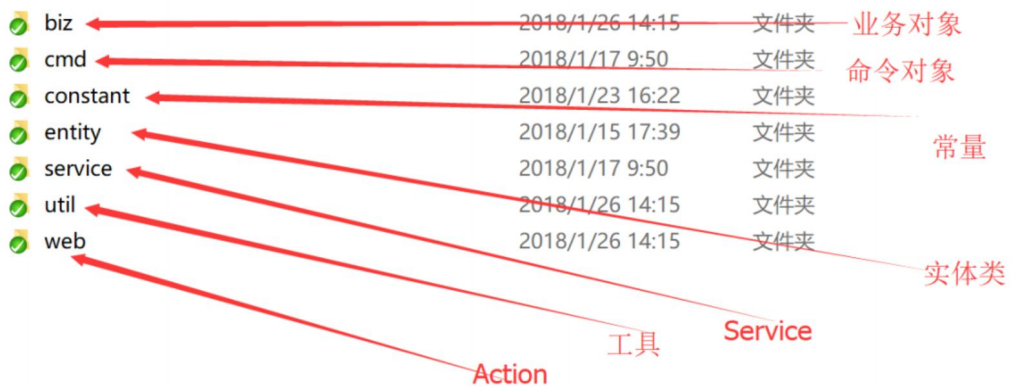 biz 2018/1/26 14:15 文件夹 业务对象
cmd 2018/1/17 9:50 文件夹 命令对象
constant 2018/1/23 16:22 文件夹
entity 2018/1/15 17:39 文件夹 常量
service 2018/1/17 9:50 文件夹
util 2018/1/26 14:15 文件夹
web 2018/1/26 14:15 文件夹
实体类
Service
工具
Action